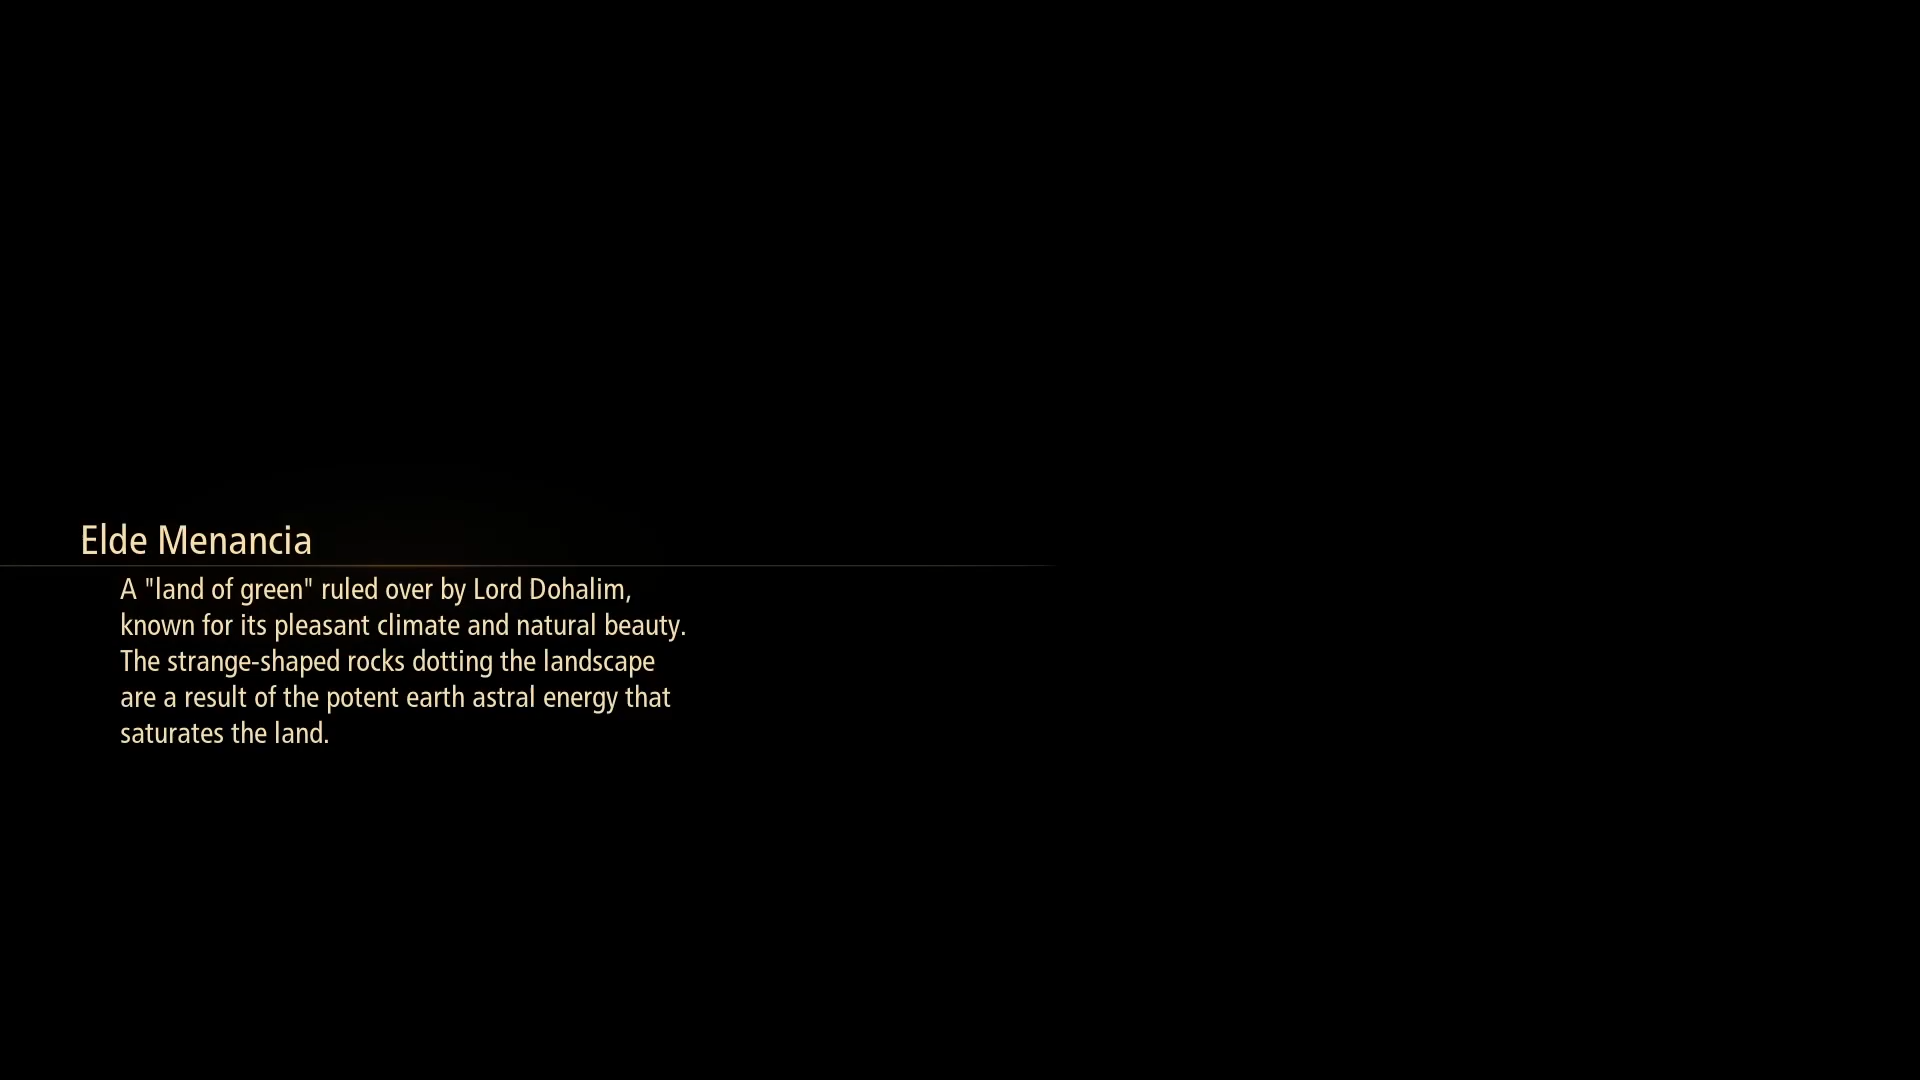 Elde Menancia
A "land of green" ruled over by Lord Dohalim,
known for its pleasant climate and natural beauty.
The strange-shaped rocks dotting the landscape
are a result of the potent earth astral energy that
saturates the land.